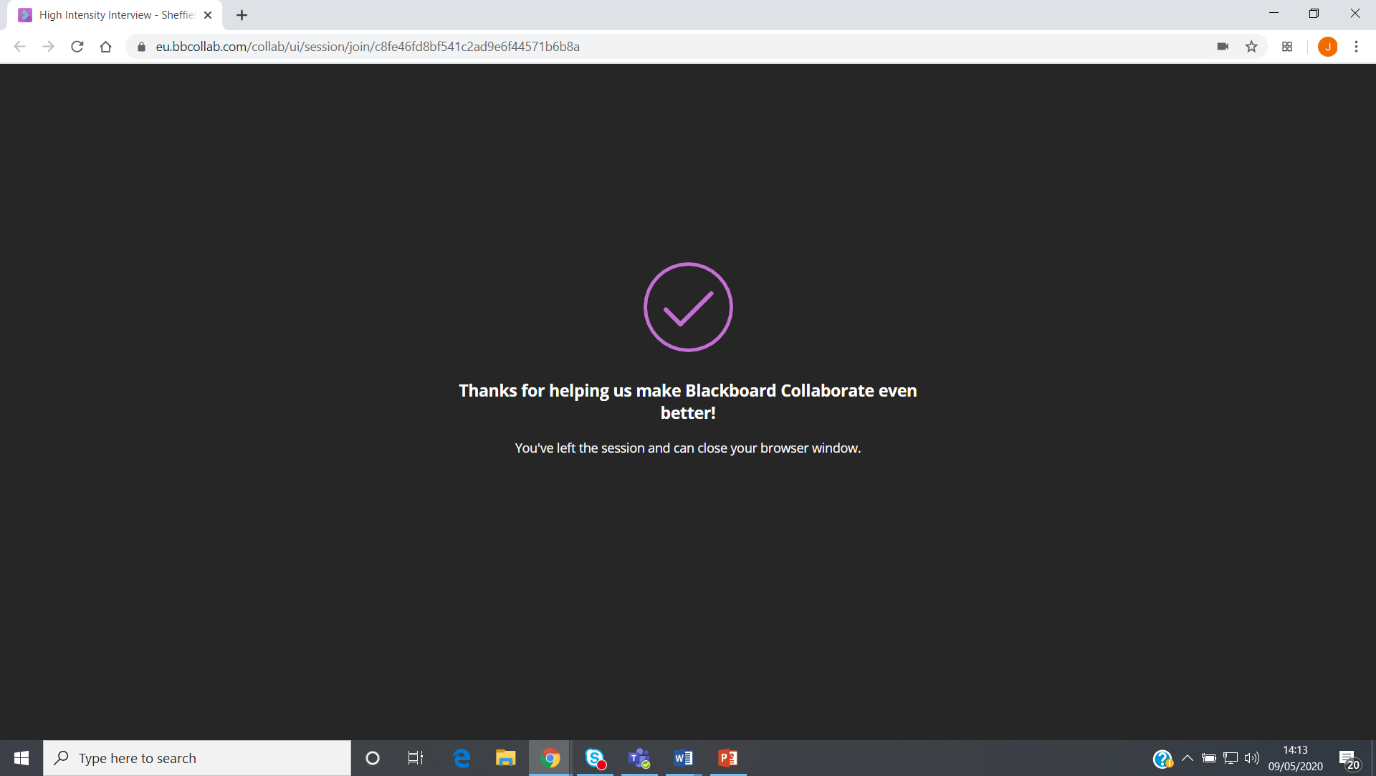 High Intensity Interview - Sheffie
eu.bbcollab.com/collab/ui/session/join/c8fe46fd8bf541c2ad9e6f44571b6b8a
J
Thanks for helping us make Blackboard Collaborate even
better!
You've left the session and can close your browser window.
Type here to search
14:13
09/05/2020
20